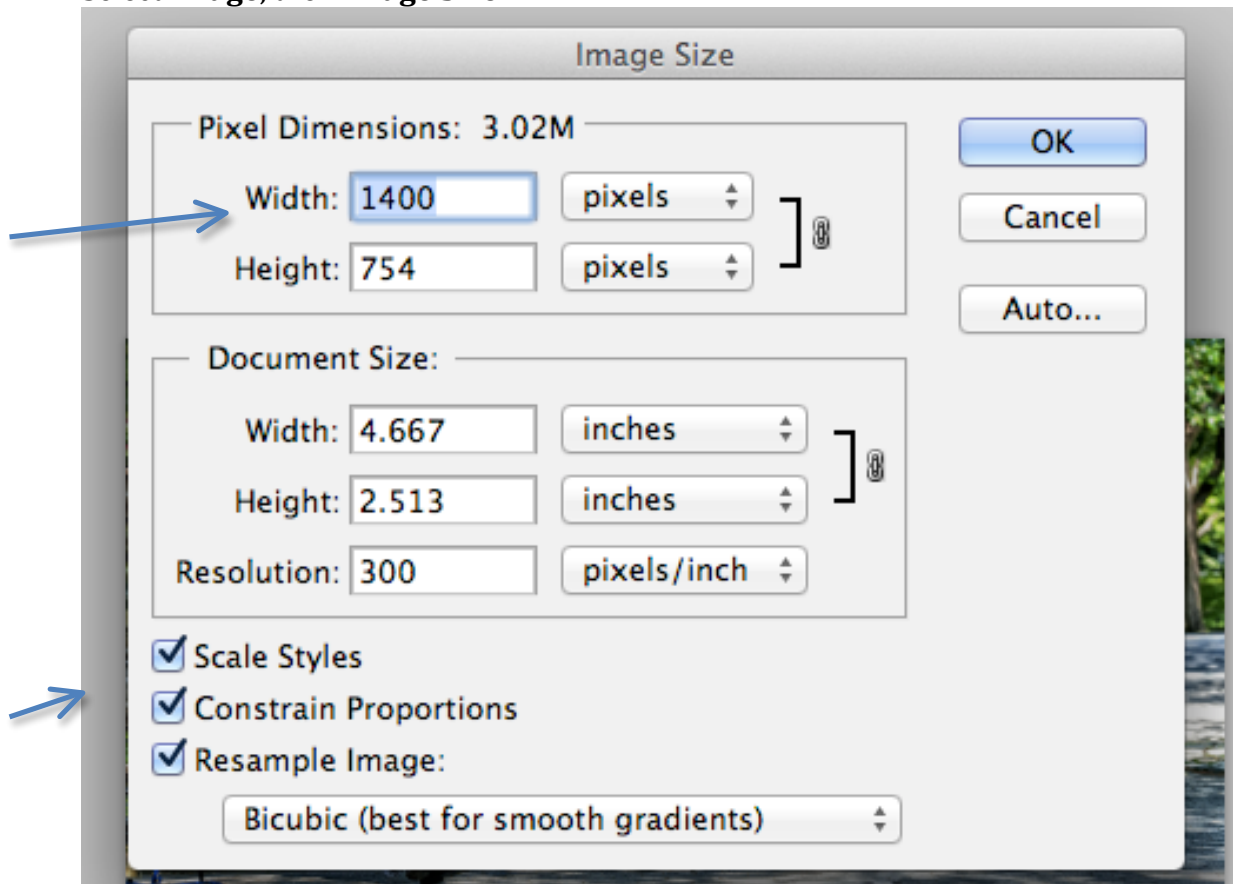 Image Size
Pixel Dimensions: 3.02M
OK
Width: 1400 pixels
Cancel
Height: 754 pixels
Auto...
Document Size:
Width: 4.667 inches
Height: 2.513 inches
Resolution: 300 pixels/inch
Scale Styles
Constrain Proportions
Resample Image:
Bicubic (best for smooth gradients)